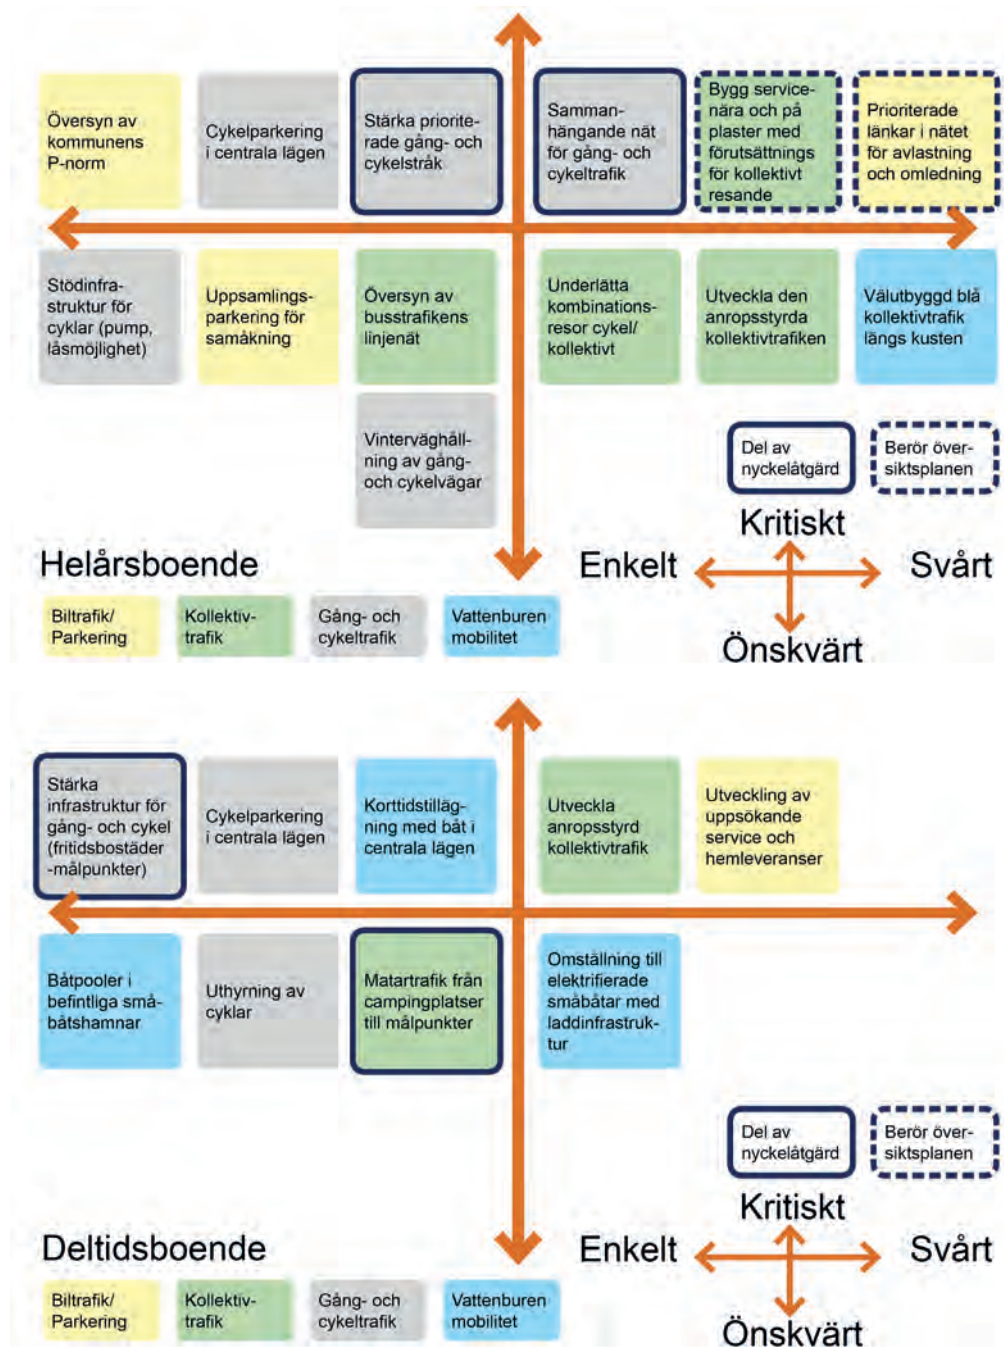 Översyn av
kommunens
P-norm
Cykelparkering
i centrala lägen
Stärka priorite-
rade gång- och
cykelstråk
Samman-
hängande nät
för gång- och
cykeltrafik
Bygg service-
nära och på
plaster med
förutsättnings
för kollektivt
resande
Prioriterade
länkar i nätet
för avlastning
och omledning
Stödinfra-
struktur för
cyklar (pump,
låsmöjlighet)
Uppsamlings-
parkering för
samåkning
Översyn av
busstrafikens
linjenät
Underlätta
kombinations-
resor cykel/
kollektivt
Utveckla den
anropsstyrda
kollektivtrafiken
Välutbyggd blå
kollektivtrafik
längs kusten
Vinterväghåll-
ning av gång-
och cykelvägar
Del av
nyckelåtgärd
Berör över-
siktsplanen
Kritiskt
Enkelt
Svårt
Önskvärt
Helårsboende
Biltrafik/
Parkering
Kollektiv-
trafik
Gång- och
cykeltrafik
Vattenburen
mobilitet
Stärka
infrastruktur för
gång- och cykel
(fritidsbostäder
-målpunkter)
Cykelparkering
i centrala lägen
Korttidstilläg-
gning med båt i
centrala lägen
Utveckla
anropsstyrd
kollektivtrafik
Utveckling av
uppsökande
service och
hemleveranser
Båtpooler i
befintliga små-
båtshamnar
Uthyrning av
cyklar
Matartrafik från
campingplatser
till målpunkter
Omställning till
elektrifierade
småbåtar med
laddinfrastruk-
tur
Del av
nyckelåtgärd
Berör över-
siktsplanen
Kritiskt
Enkelt
Svårt
Önskvärt
Deltidsboende
Biltrafik/
Parkering
Kollektiv-
trafik
Gång- och
cykeltrafik
Vattenburen
mobilitet